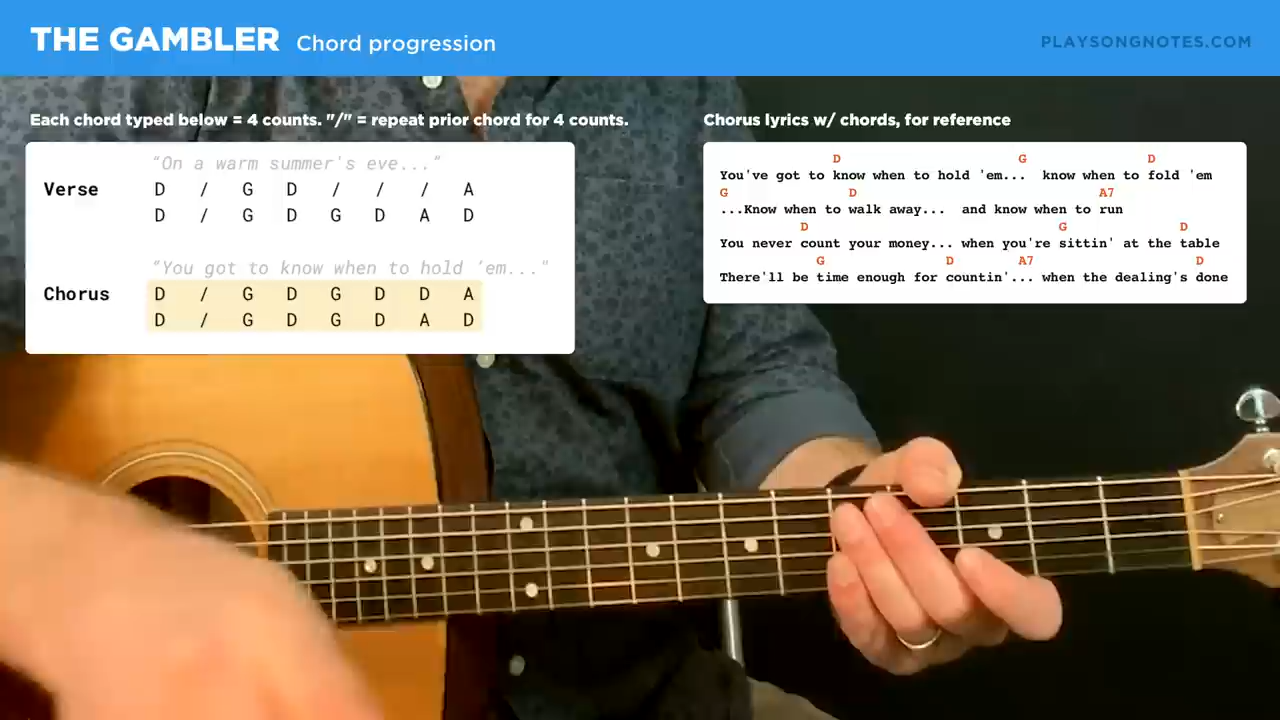 THE GAMBLER Chord progression
PLAYSONGNOTES.COM
Each chord typed below = 4 counts. "/" = repeat prior chord for 4 counts.
"On a warm summer's eve..."
Verse D / G D / / / A
D / G D G D A D
"You got to know when to hold 'em..."
Chorus D / G D G D D A
D / G D G D A D
Chorus lyrics w/ chords, for reference
D G D
You've got to know when to hold 'em... know when to fold 'em
G D A7
...Know when to walk away... and know when to run
D G D
You never count your money... when you're sittin' at the table
G D A7 D
There'll be time enough for countin'... when the dealing's done